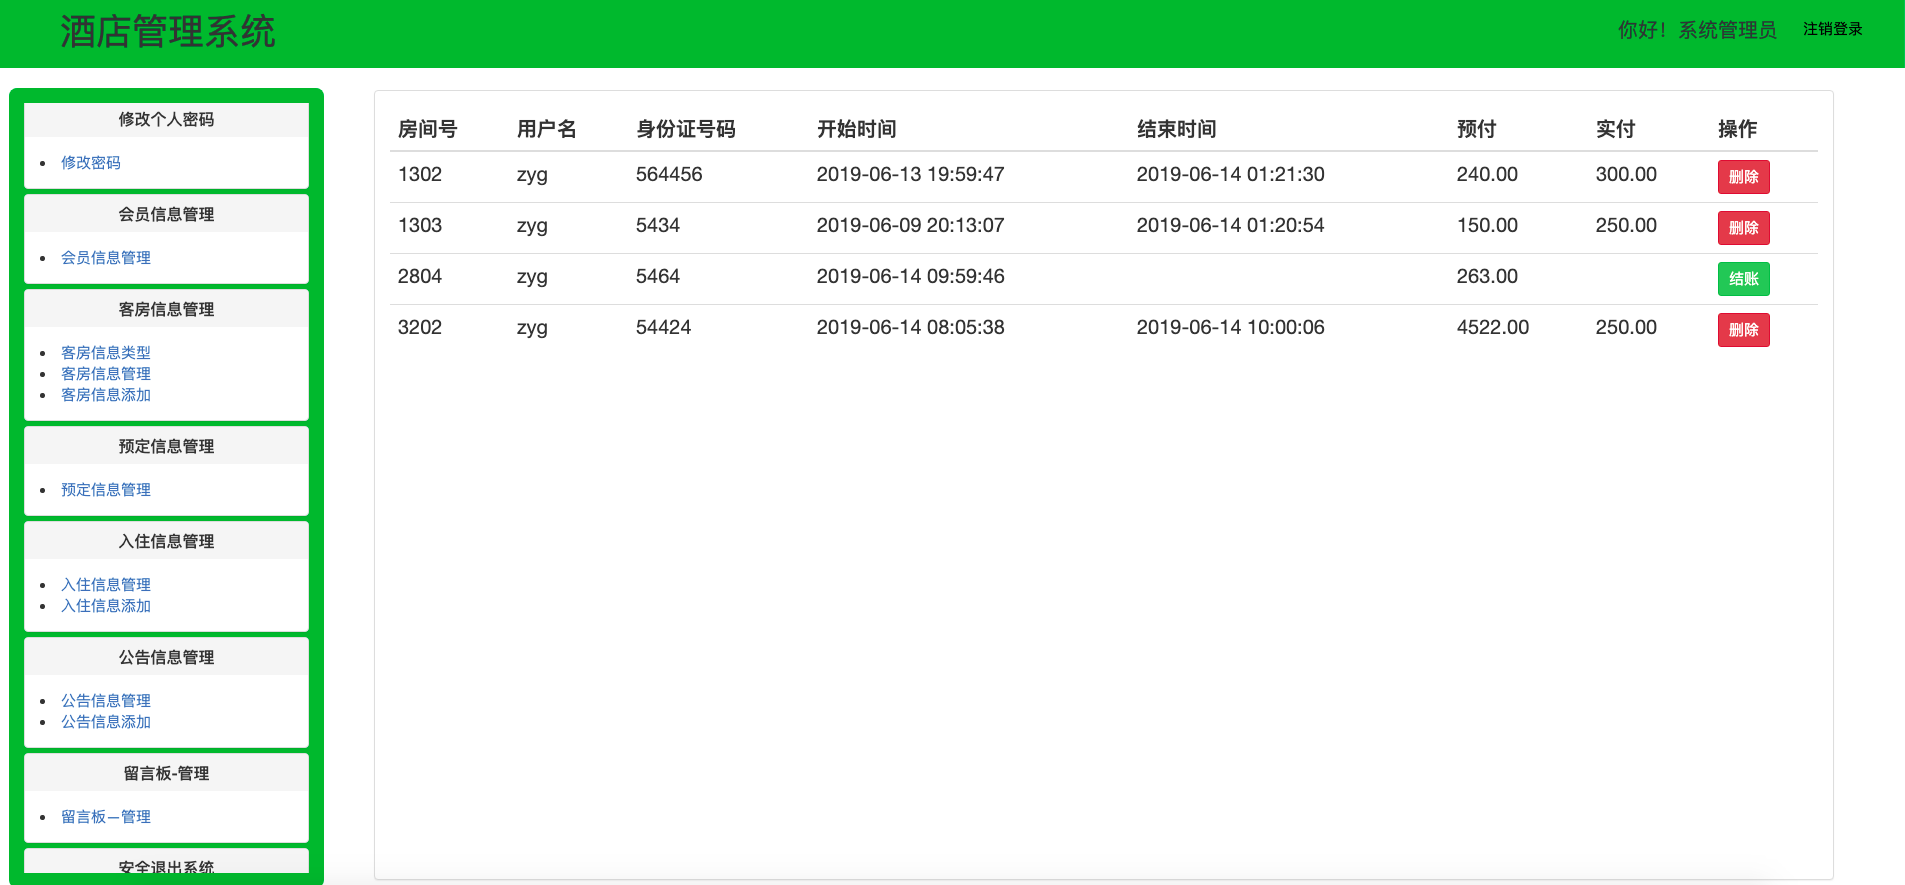 酒店管理系统
你好！系统管理员 注销登录
修改个人密码
修改密码
会员信息管理
会员信息管理
客房信息管理
客房信息类型
客房信息管理
客房信息添加
预定信息管理
预定信息管理
入住信息管理
入住信息管理
入住信息添加
公告信息管理
公告信息管理
公告信息添加
留言板-管理
留言板－管理
安全退出系统
房间号 用户名 身份证号码 开始时间 结束时间 预付 实付 操作
1302 zyg 564456 2019-06-13 19:59:47 2019-06-14 01:21:30 240.00 300.00 删除
1303 zyg 5434 2019-06-09 20:13:07 2019-06-14 01:20:54 150.00 250.00 删除
2804 zyg 5464 2019-06-14 09:59:46 263.00 结账
3202 zyg 54424 2019-06-14 08:05:38 2019-06-14 10:00:06 4522.00 250.00 删除